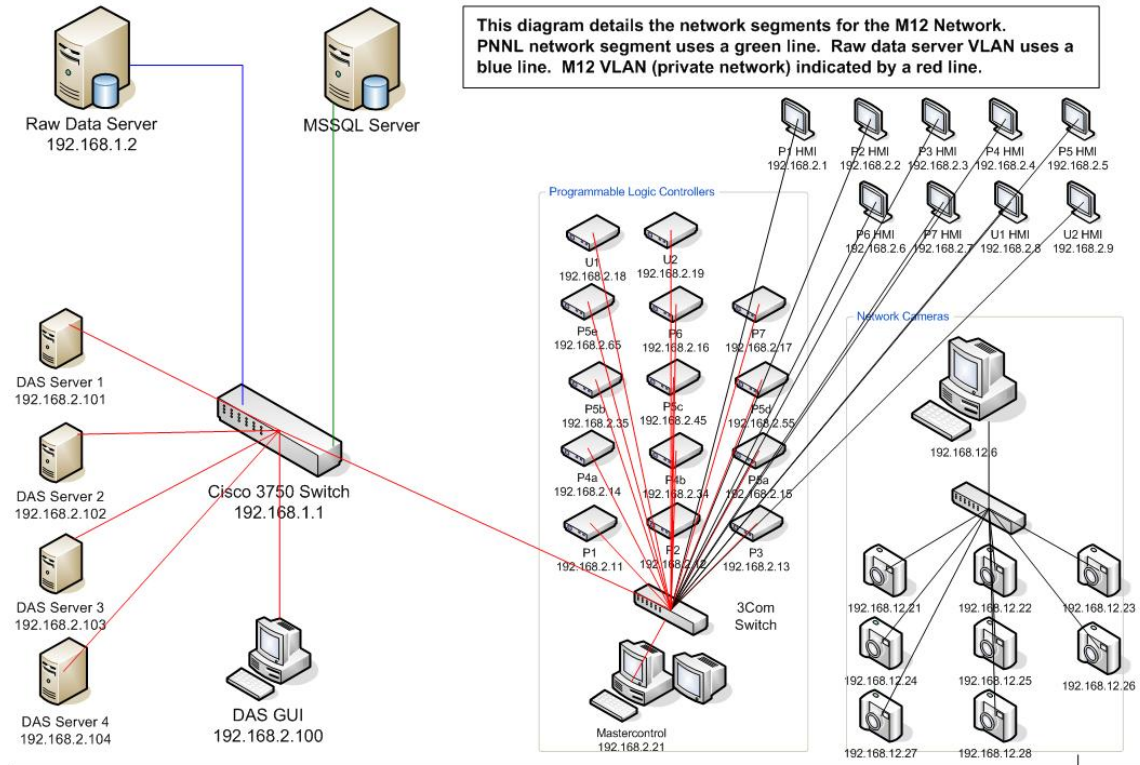 This diagram details the network segments for the M12 Network.
PNNL network segment uses a green line. Raw data server VLAN uses a
blue line. M12 VLAN (private network) indicated by a red line.
Raw Data Server
192.168.1.2
MSSQL Server
P1 HMI
192.168.2.1
P2 HMI
192.168.2.2
P3 HMI
192.168.2.3
P4 HMI
192.168.2.4
P5 HMI
192.168.2.5
P6 HMI
192.168.2.6
P7 HMI
192.168.2.7
U1 HMI
192.168.2.8
U2 HMI
192.168.2.9
Programmable Logic Controllers
U1
192.168.2.18
U2
192.168.2.19
P5e
192.168.2.65
P6
192.168.2.16
P7
192.168.2.17
P5b
192.168.2.35
P5c
192.168.2.45
P5d
192.168.2.55
P4a
192.168.2.14
P4b
192.168.2.34
P5a
192.168.2.15
P1
192.168.2.11
P2
192.168.2.12
P3
192.168.2.13
3Com
Switch
Mastercontrol
192.168.2.21
Network Cameras
192.168.12.6
192.168.12.21
192.168.12.22
192.168.12.23
192.168.12.24
192.168.12.25
192.168.12.26
192.168.12.27
192.168.12.28
DAS Server 1
192.168.2.101
DAS Server 2
192.168.2.102
DAS Server 3
192.168.2.103
DAS Server 4
192.168.2.104
Cisco 3750 Switch
192.168.1.1
DAS GUI
192.168.2.100